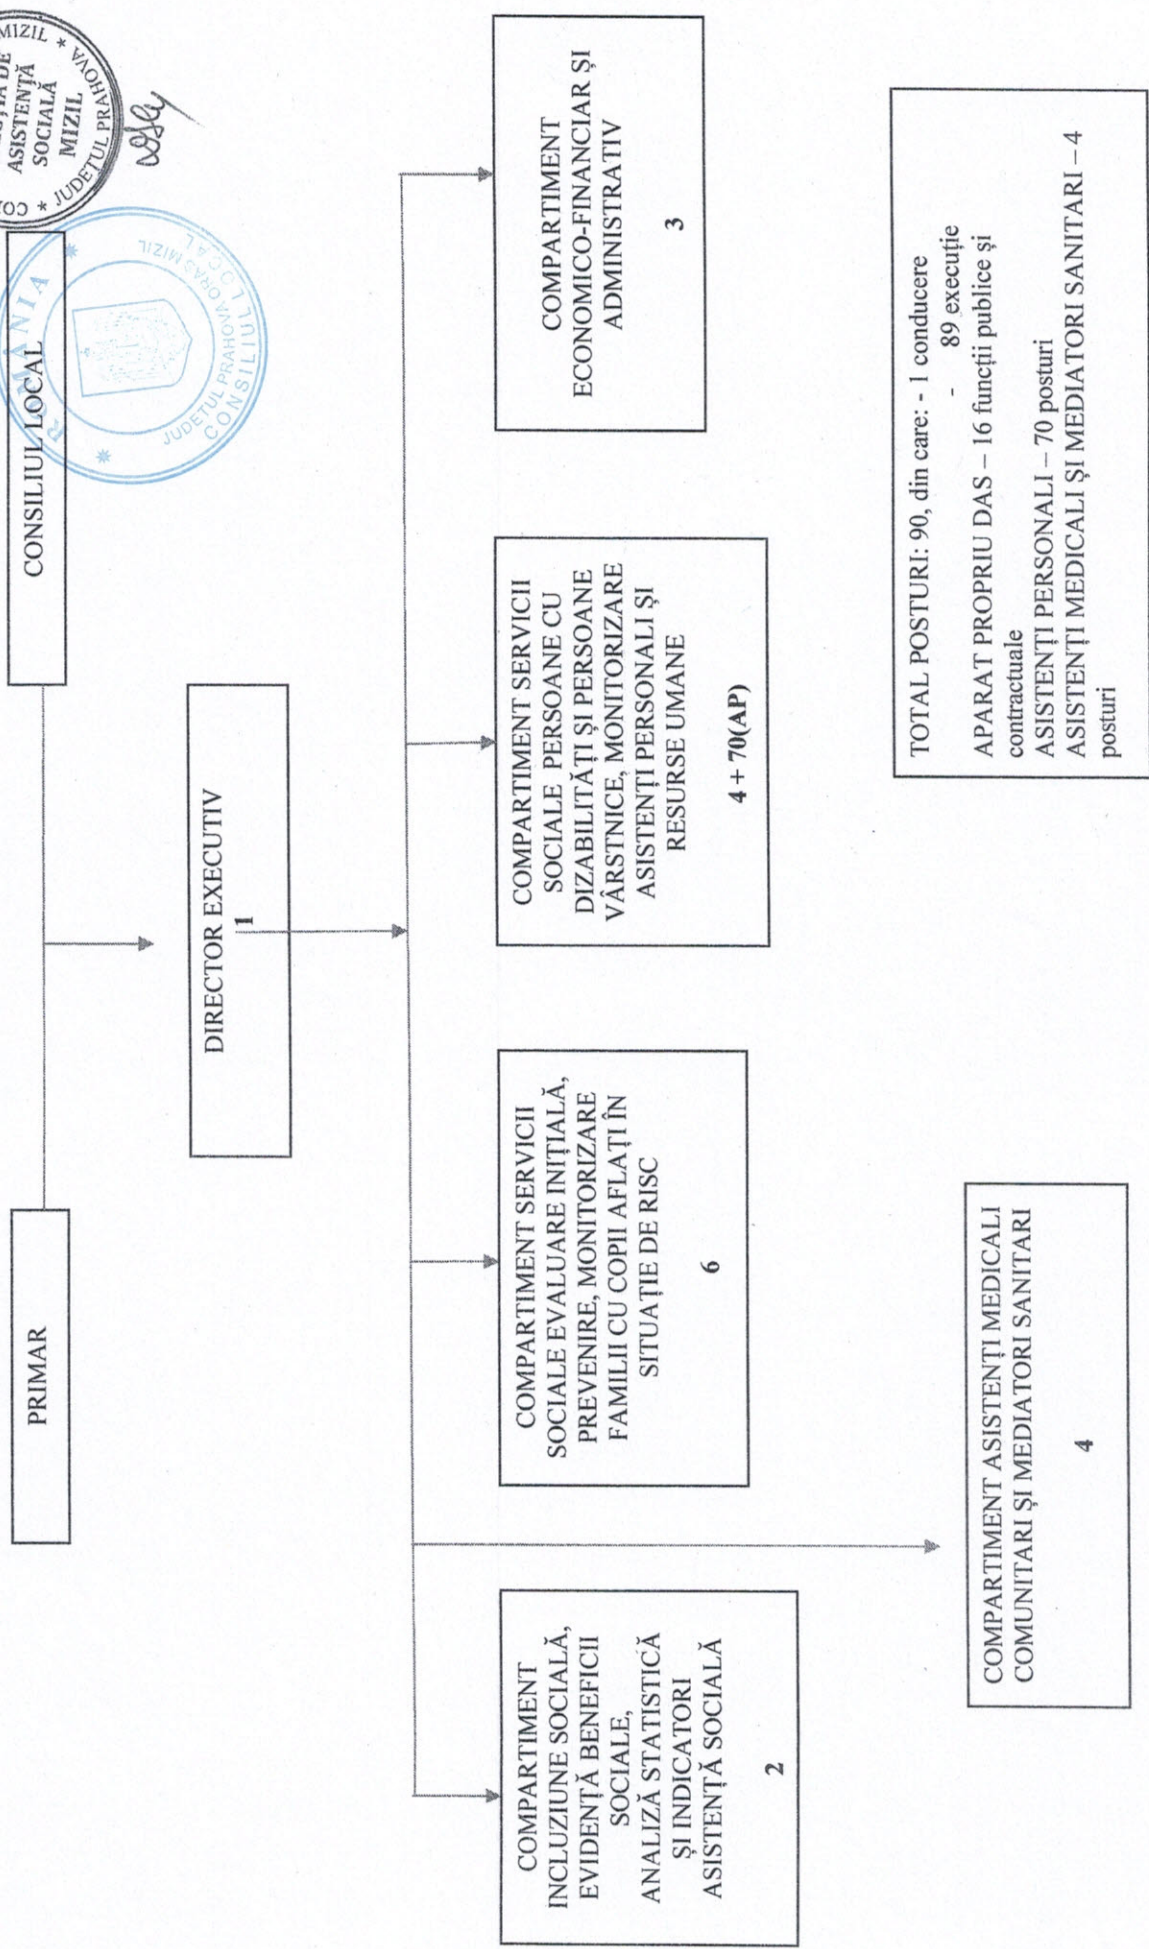 PRIMAR
CONSILIUL LOCAL
MIZIL * 
ASISTENȚĂ
SOCIALĂ
MIZIL
* JUDEȚUL PRAHOVA
ROMÂNIA
JUDEȚUL PRAHOVA ORAȘ MIZIL
CONSILIUL LOCAL
DIRECTOR EXECUTIV
1
COMPARTIMENT
INCLUZIUNE SOCIALĂ,
EVIDENȚĂ BENEFICII
SOCIALE,
ANALIZĂ STATISTICĂ
ȘI INDICATORI
ASISTENȚĂ SOCIALĂ
2
COMPARTIMENT SERVICII
SOCIALE EVALUARE INIȚIALĂ,
PREVENIRE, MONITORIZARE
FAMILII CU COPII AFLAȚI ÎN
SITUAȚIE DE RISC
6
COMPARTIMENT SERVICII
SOCIALE PERSOANE CU
DIZABILITĂȚI ȘI PERSOANE
VÂRSTNICE, MONITORIZARE
ASISTENȚI PERSONALI ȘI
RESURSE UMANE
4 + 70(AP)
COMPARTIMENT
ECONOMICO-FINANCIAR ȘI
ADMINISTRATIV
3
COMPARTIMENT ASISTENȚI MEDICALI
COMUNITARI ȘI MEDIATORI SANITARI
4
TOTAL POSTURI: 90, din care: - 1 conducere
- 89 execuție
APARAT PROPRIU DAS – 16 funcții publice și
contractuale
ASISTENȚI PERSONALI – 70 posturi
ASISTENȚI MEDICALI ȘI MEDIATORI SANITARI – 4
posturi